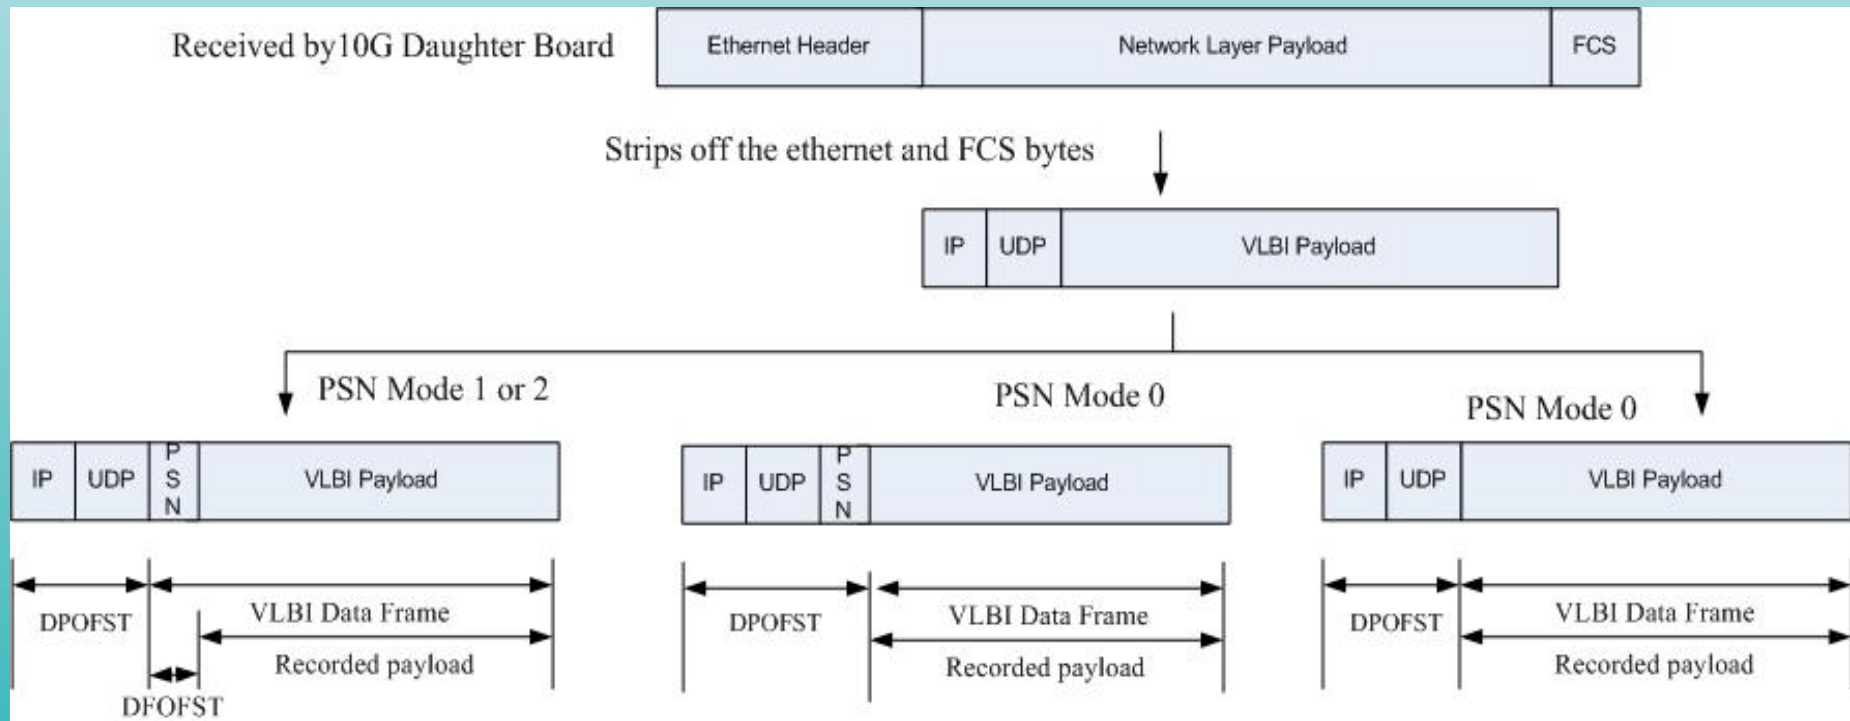 Received by10G Daughter Board
Ethernet Header
Network Layer Payload
FCS
Strips off the ethernet and FCS bytes
IP
UDP
VLBI Payload
PSN Mode 1 or 2
PSN Mode 0
PSN Mode 0
IP
UDP
P
S
N
VLBI Payload
IP
UDP
P
S
N
VLBI Payload
IP
UDP
VLBI Payload
DPOFST
VLBI Data Frame
Recorded payload
DFOFST
DPOFST
VLBI Data Frame
Recorded payload
DPOFST
VLBI Data Frame
Recorded payload